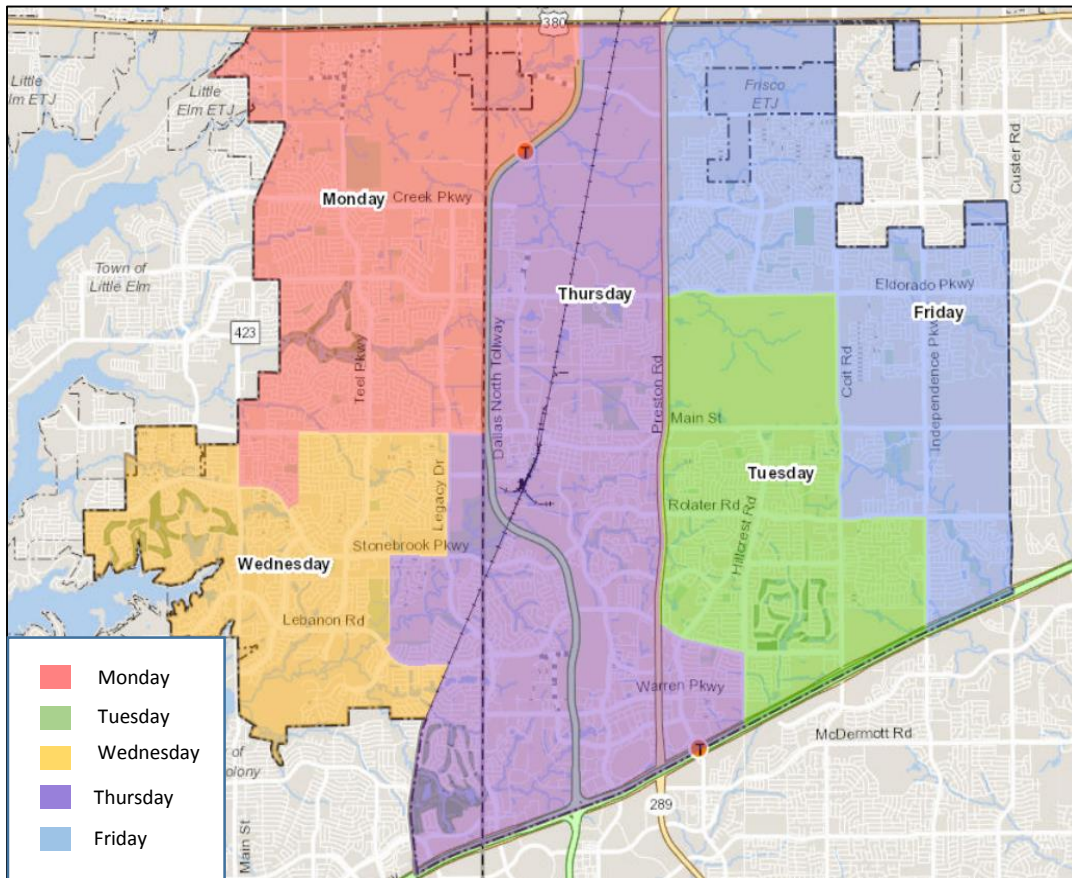 380
Little
lm ETJ
Little
Elm ETJ
Frisco
ETJ
Custer Rd
T
Monday
Creek Pkwy
Town of
Little Elm
Thursday
Eldorado Pkwy
Friday
423
Teel Pkwy
Dallas North Tollway
Preston Rd
Coit Rd
Independence Pkwy
Main St
Legacy Dr
Tuesday
Rolater Rd
Hillcrest Rd
Stonebrook Pkwy
Wednesday
Lebanon Rd
Warren Pkwy
T
McDermott Rd
of
olony
289
Main St
Monday
Tuesday
Wednesday
Thursday
Friday